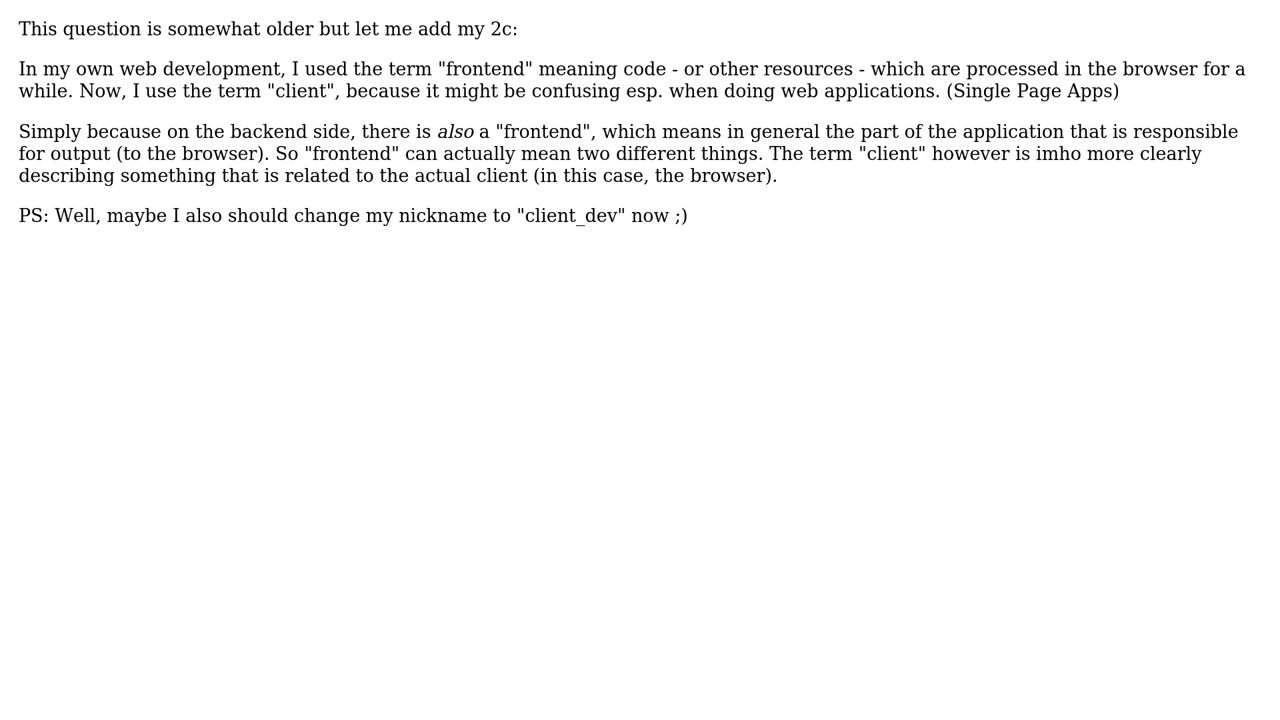 This question is somewhat older but let me add my 2c:
In my own web development, I used the term "frontend" meaning code - or other resources - which are processed in the browser for a
while. Now, I use the term "client", because it might be confusing esp. when doing web applications. (Single Page Apps)
Simply because on the backend side, there is also a "frontend", which means in general the part of the application that is responsible
for output (to the browser). So "frontend" can actually mean two different things. The term "client" however is imho more clearly
describing something that is related to the actual client (in this case, the browser).
PS: Well, maybe I also should change my nickname to "client_dev" now ;)